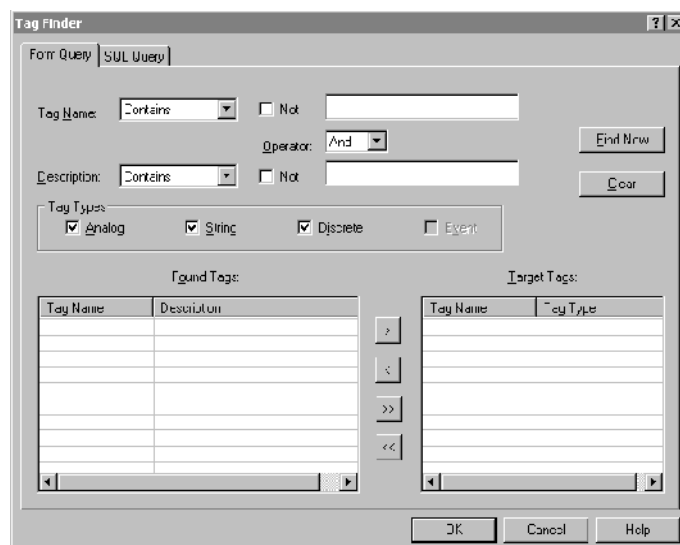 Tag Finder
Form Query SQL Query
Tag Name: Contains Not
Operator: And Find Now
Description: Contains Not Clear
Tag Types
Analog String Discrete Event
Found Tags: Target Tags:
Tag Name Description Tag Name Tag Type
>
<
>>
<<
OK Cancel Help